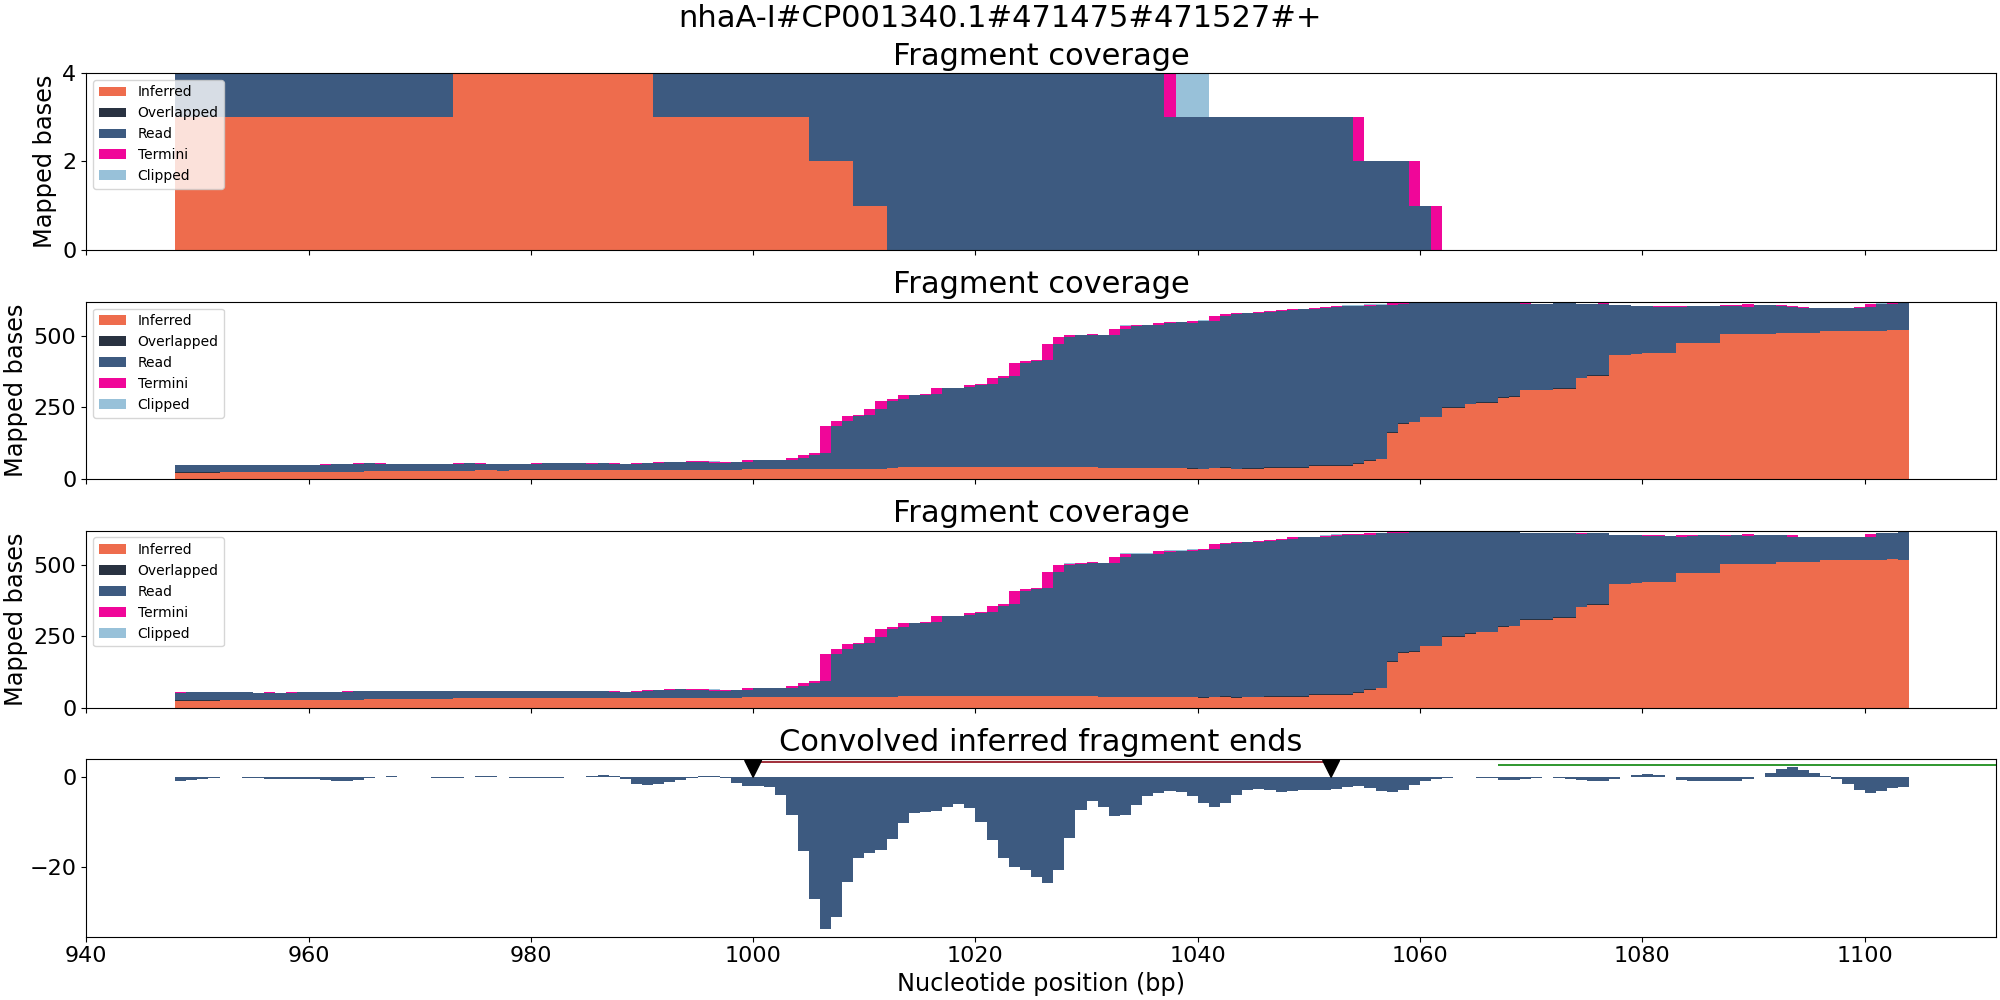 nhaA-I#CP001340.1#471475#471527#+
Fragment coverage
Mapped bases
4
2
0
Inferred
Overlapped
Read
Termini
Clipped
Fragment coverage
Mapped bases
500
250
0
Inferred
Overlapped
Read
Termini
Clipped
Fragment coverage
Mapped bases
500
250
0
Inferred
Overlapped
Read
Termini
Clipped
Convolved inferred fragment ends
0
−20
940 960 980 1000 1020 1040 1060 1080 1100
Nucleotide position (bp)